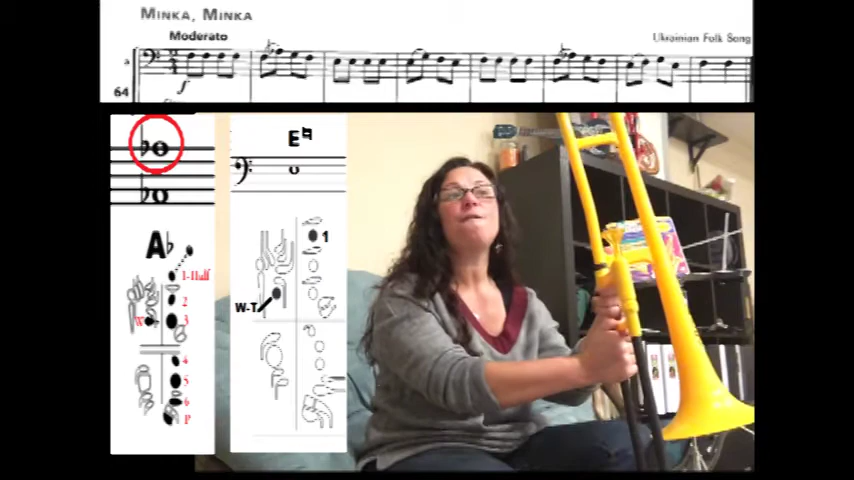 MINKA, MINKA
Moderato
Ukrainian Folk Song
a
64
f
E♮
A♭
1
1-Half
2
W
3
W-T
4
5
6
P